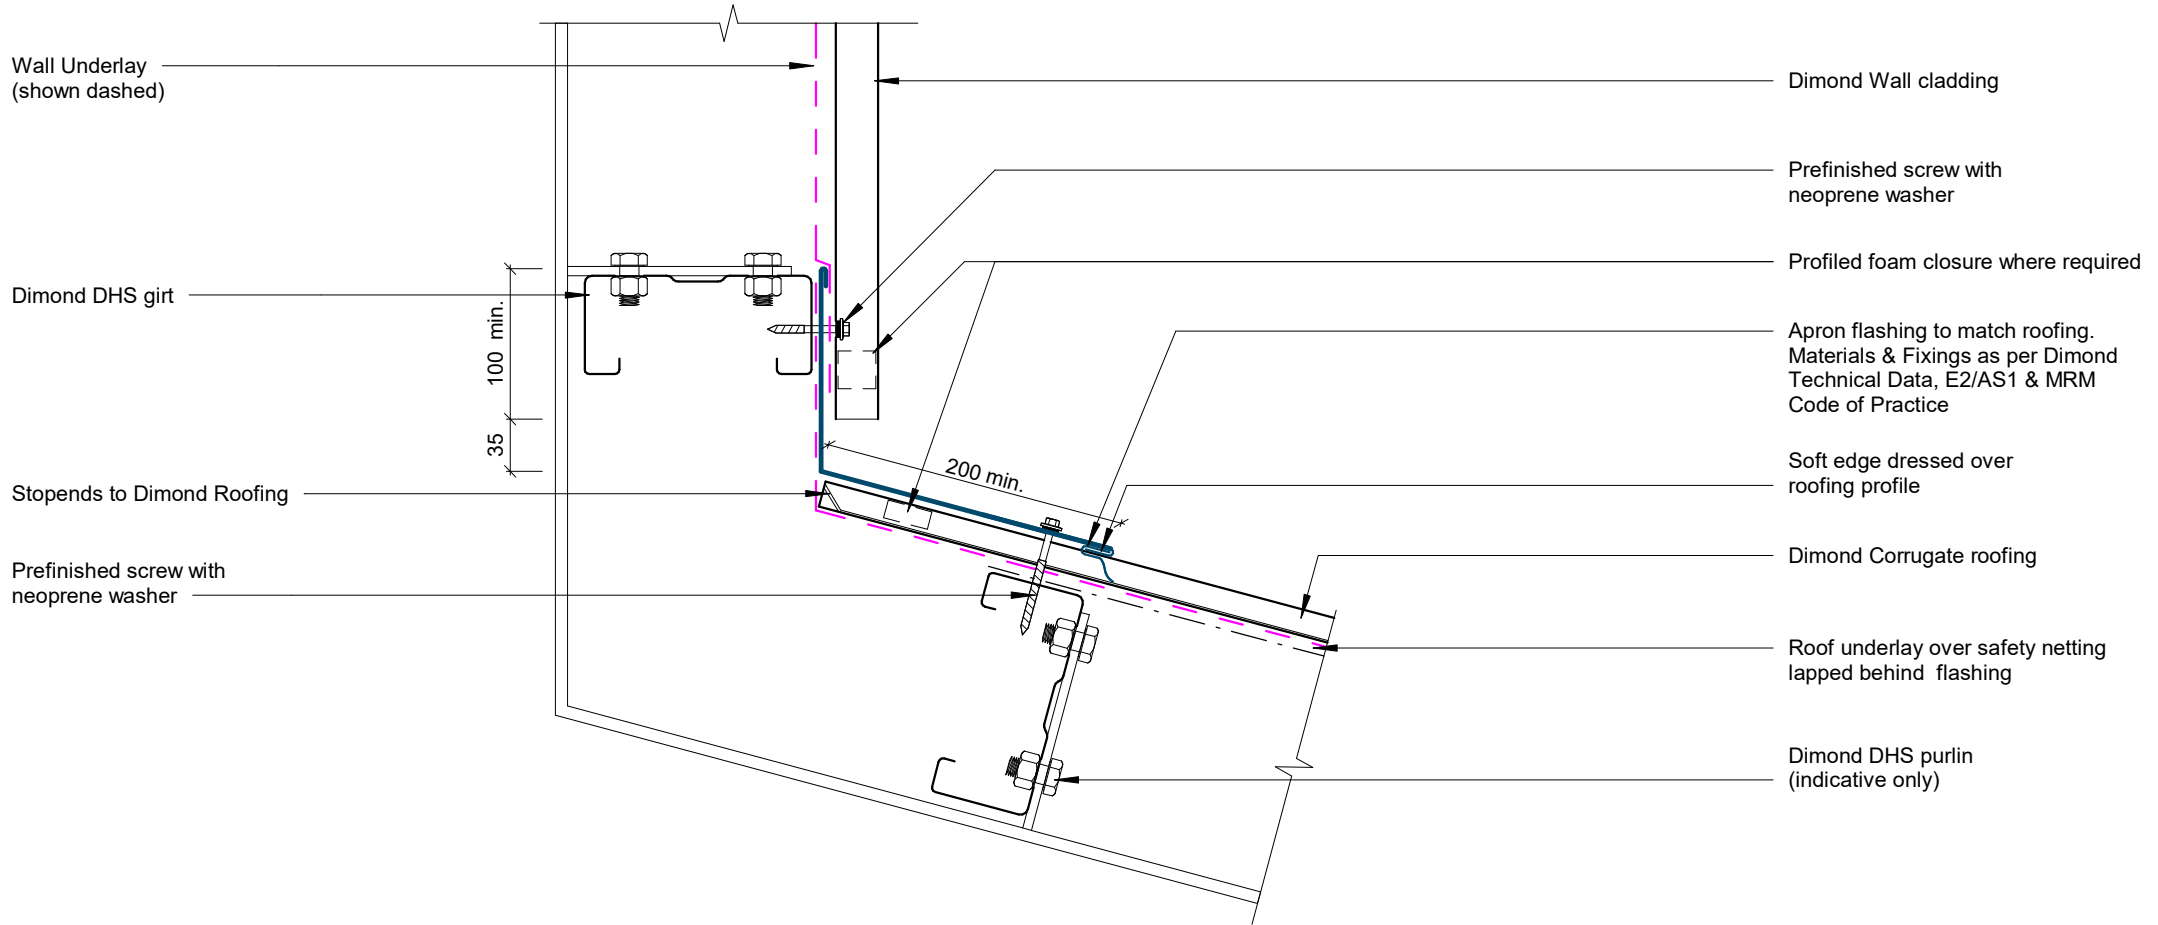 Wall Underlay
(shown dashed)
Dimond DHS girt
100 min.
35
Stopends to Dimond Roofing
Prefinished screw with
neoprene washer
200 min.
Dimond Wall cladding
Prefinished screw with
neoprene washer
Profiled foam closure where required
Apron flashing to match roofing.
Materials & Fixings as per Dimond
Technical Data, E2/AS1 & MRM
Code of Practice
Soft edge dressed over
roofing profile
Dimond Corrugate roofing
Roof underlay over safety netting
lapped behind flashing
Dimond DHS purlin
(indicative only)